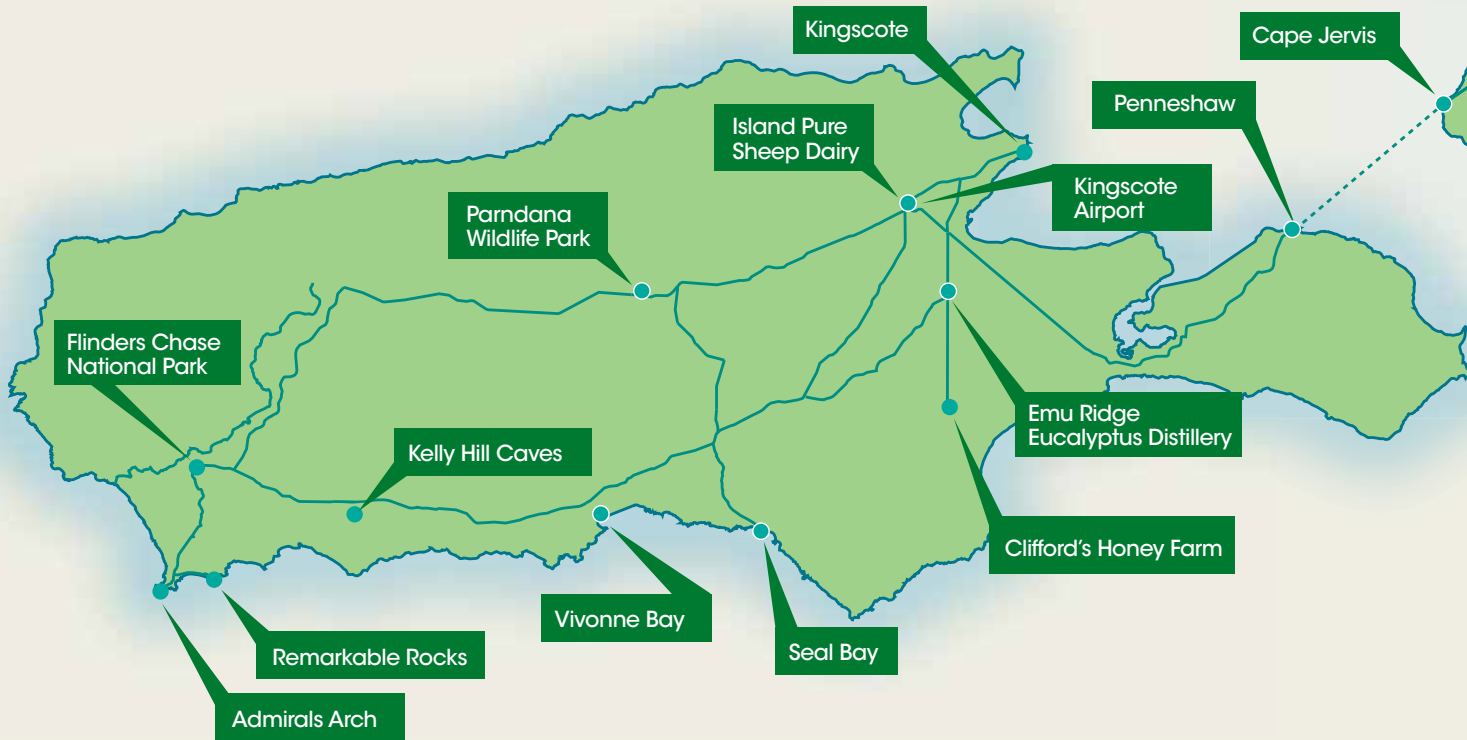 Kingscote
Cape Jervis
Penneshaw
Island Pure
Sheep Dairy
Kingscote
Airport
Parndana
Wildlife Park
Flinders Chase
National Park
Kelly Hill Caves
Emu Ridge
Eucalyptus Distillery
Clifford's Honey Farm
Vivonne Bay
Seal Bay
Remarkable Rocks
Admirals Arch